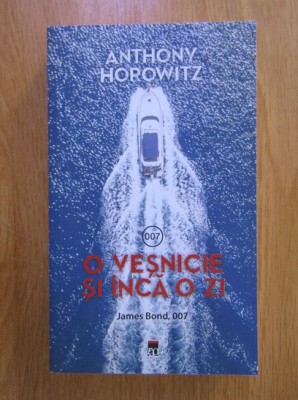 ANTHONY
HOROWITZ
007
O VEȘNICIE
ȘI ÎNCĂ O ZI
James Bond, 007